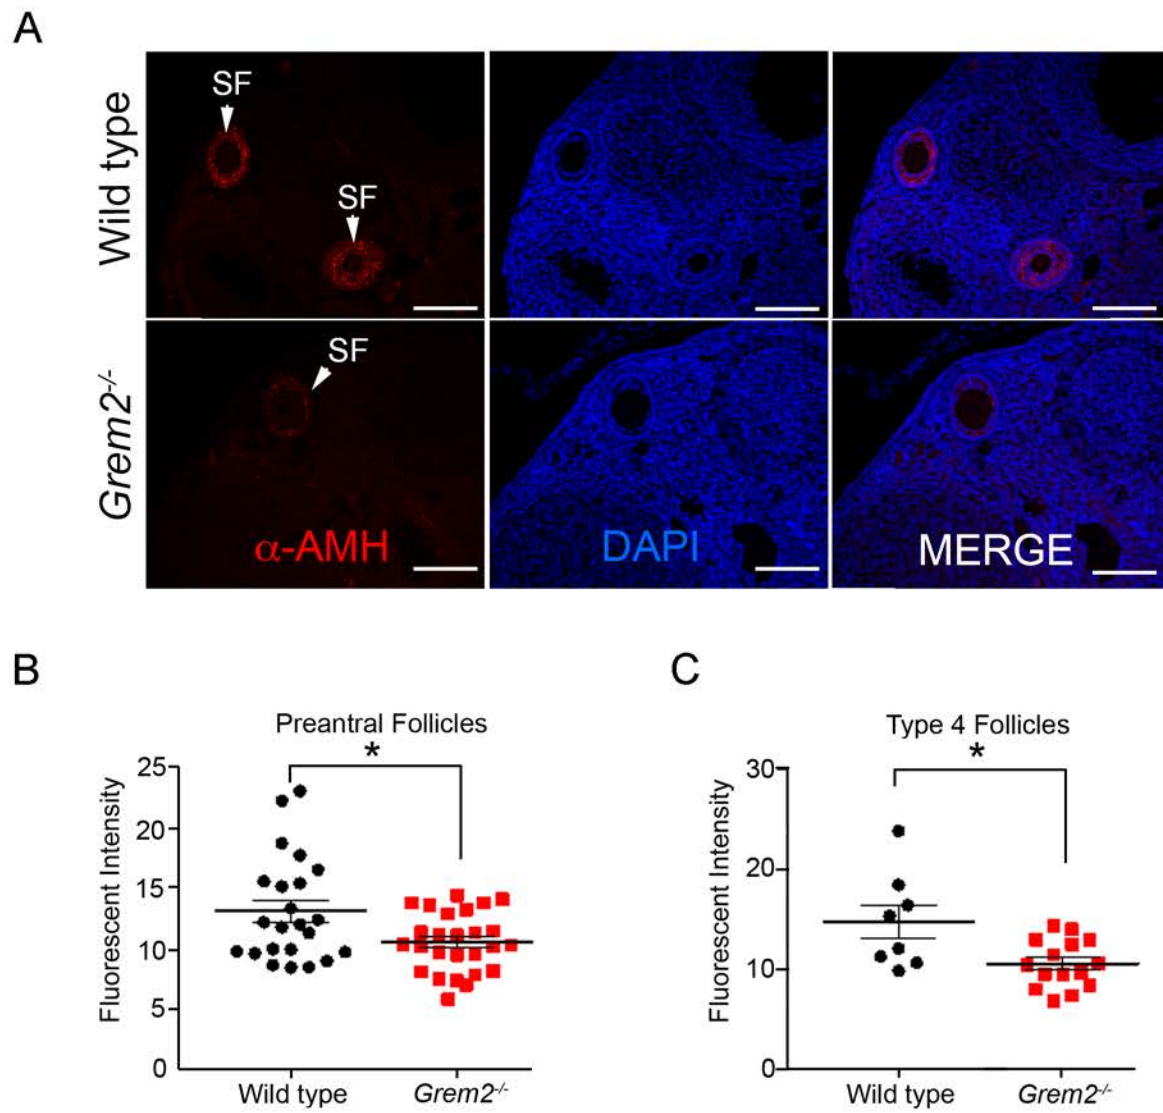 A
Wild type
SF
SF
Grem2-/-
SF
α-AMH
DAPI
MERGE
B
Preantral Follicles
*
Fluorescent Intensity
25
20
15
10
5
0
Wild type
Grem2-/-
C
Type 4 Follicles
*
Fluorescent Intensity
30
20
10
0
Wild type
Grem2-/-